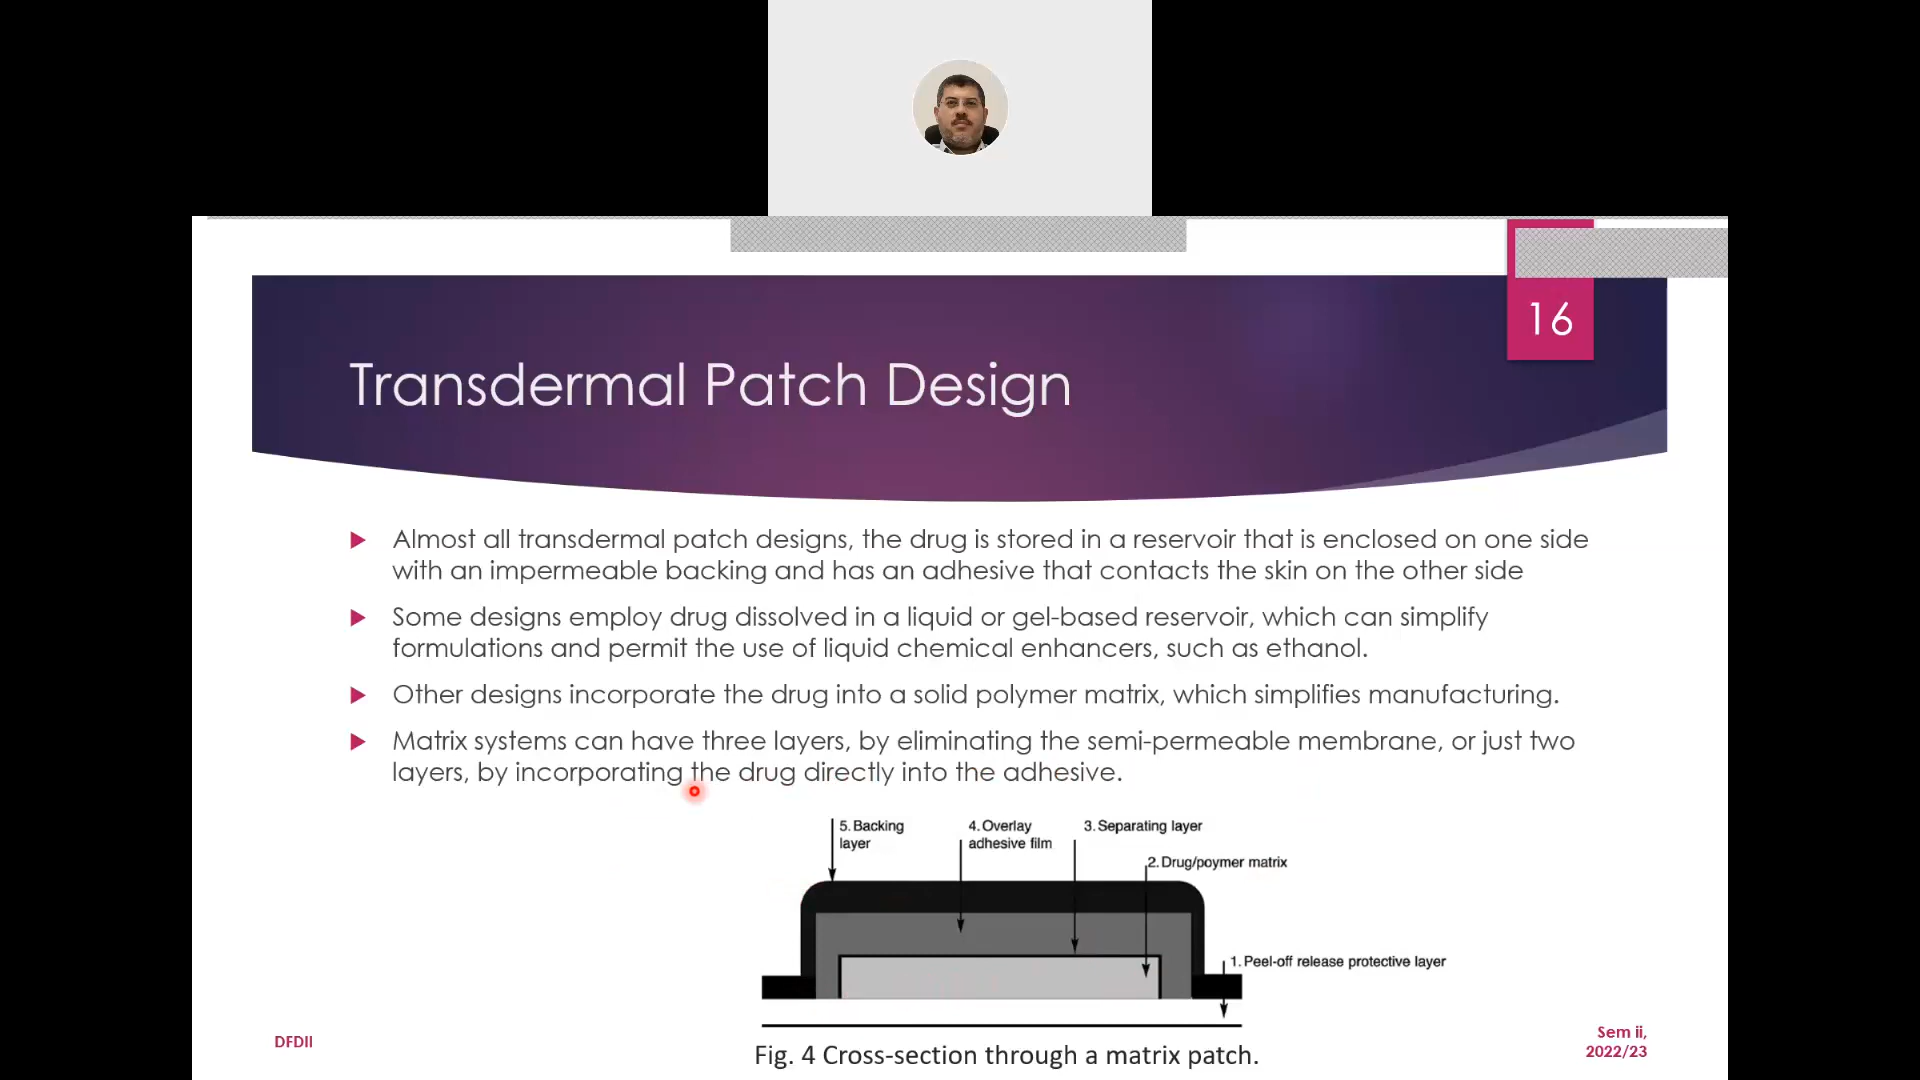 16
Transdermal Patch Design
Almost all transdermal patch designs, the drug is stored in a reservoir that is enclosed on one side
with an impermeable backing and has an adhesive that contacts the skin on the other side
Some designs employ drug dissolved in a liquid or gel-based reservoir, which can simplify
formulations and permit the use of liquid chemical enhancers, such as ethanol.
Other designs incorporate the drug into a solid polymer matrix, which simplifies manufacturing.
Matrix systems can have three layers, by eliminating the semi-permeable membrane, or just two
layers, by incorporating the drug directly into the adhesive.
5. Backing
layer
4. Overlay
adhesive film
3. Separating layer
2. Drug/poymer matrix
1. Peel-off release protective layer
Fig. 4 Cross-section through a matrix patch.
DFDII
Sem ii,
2022/23